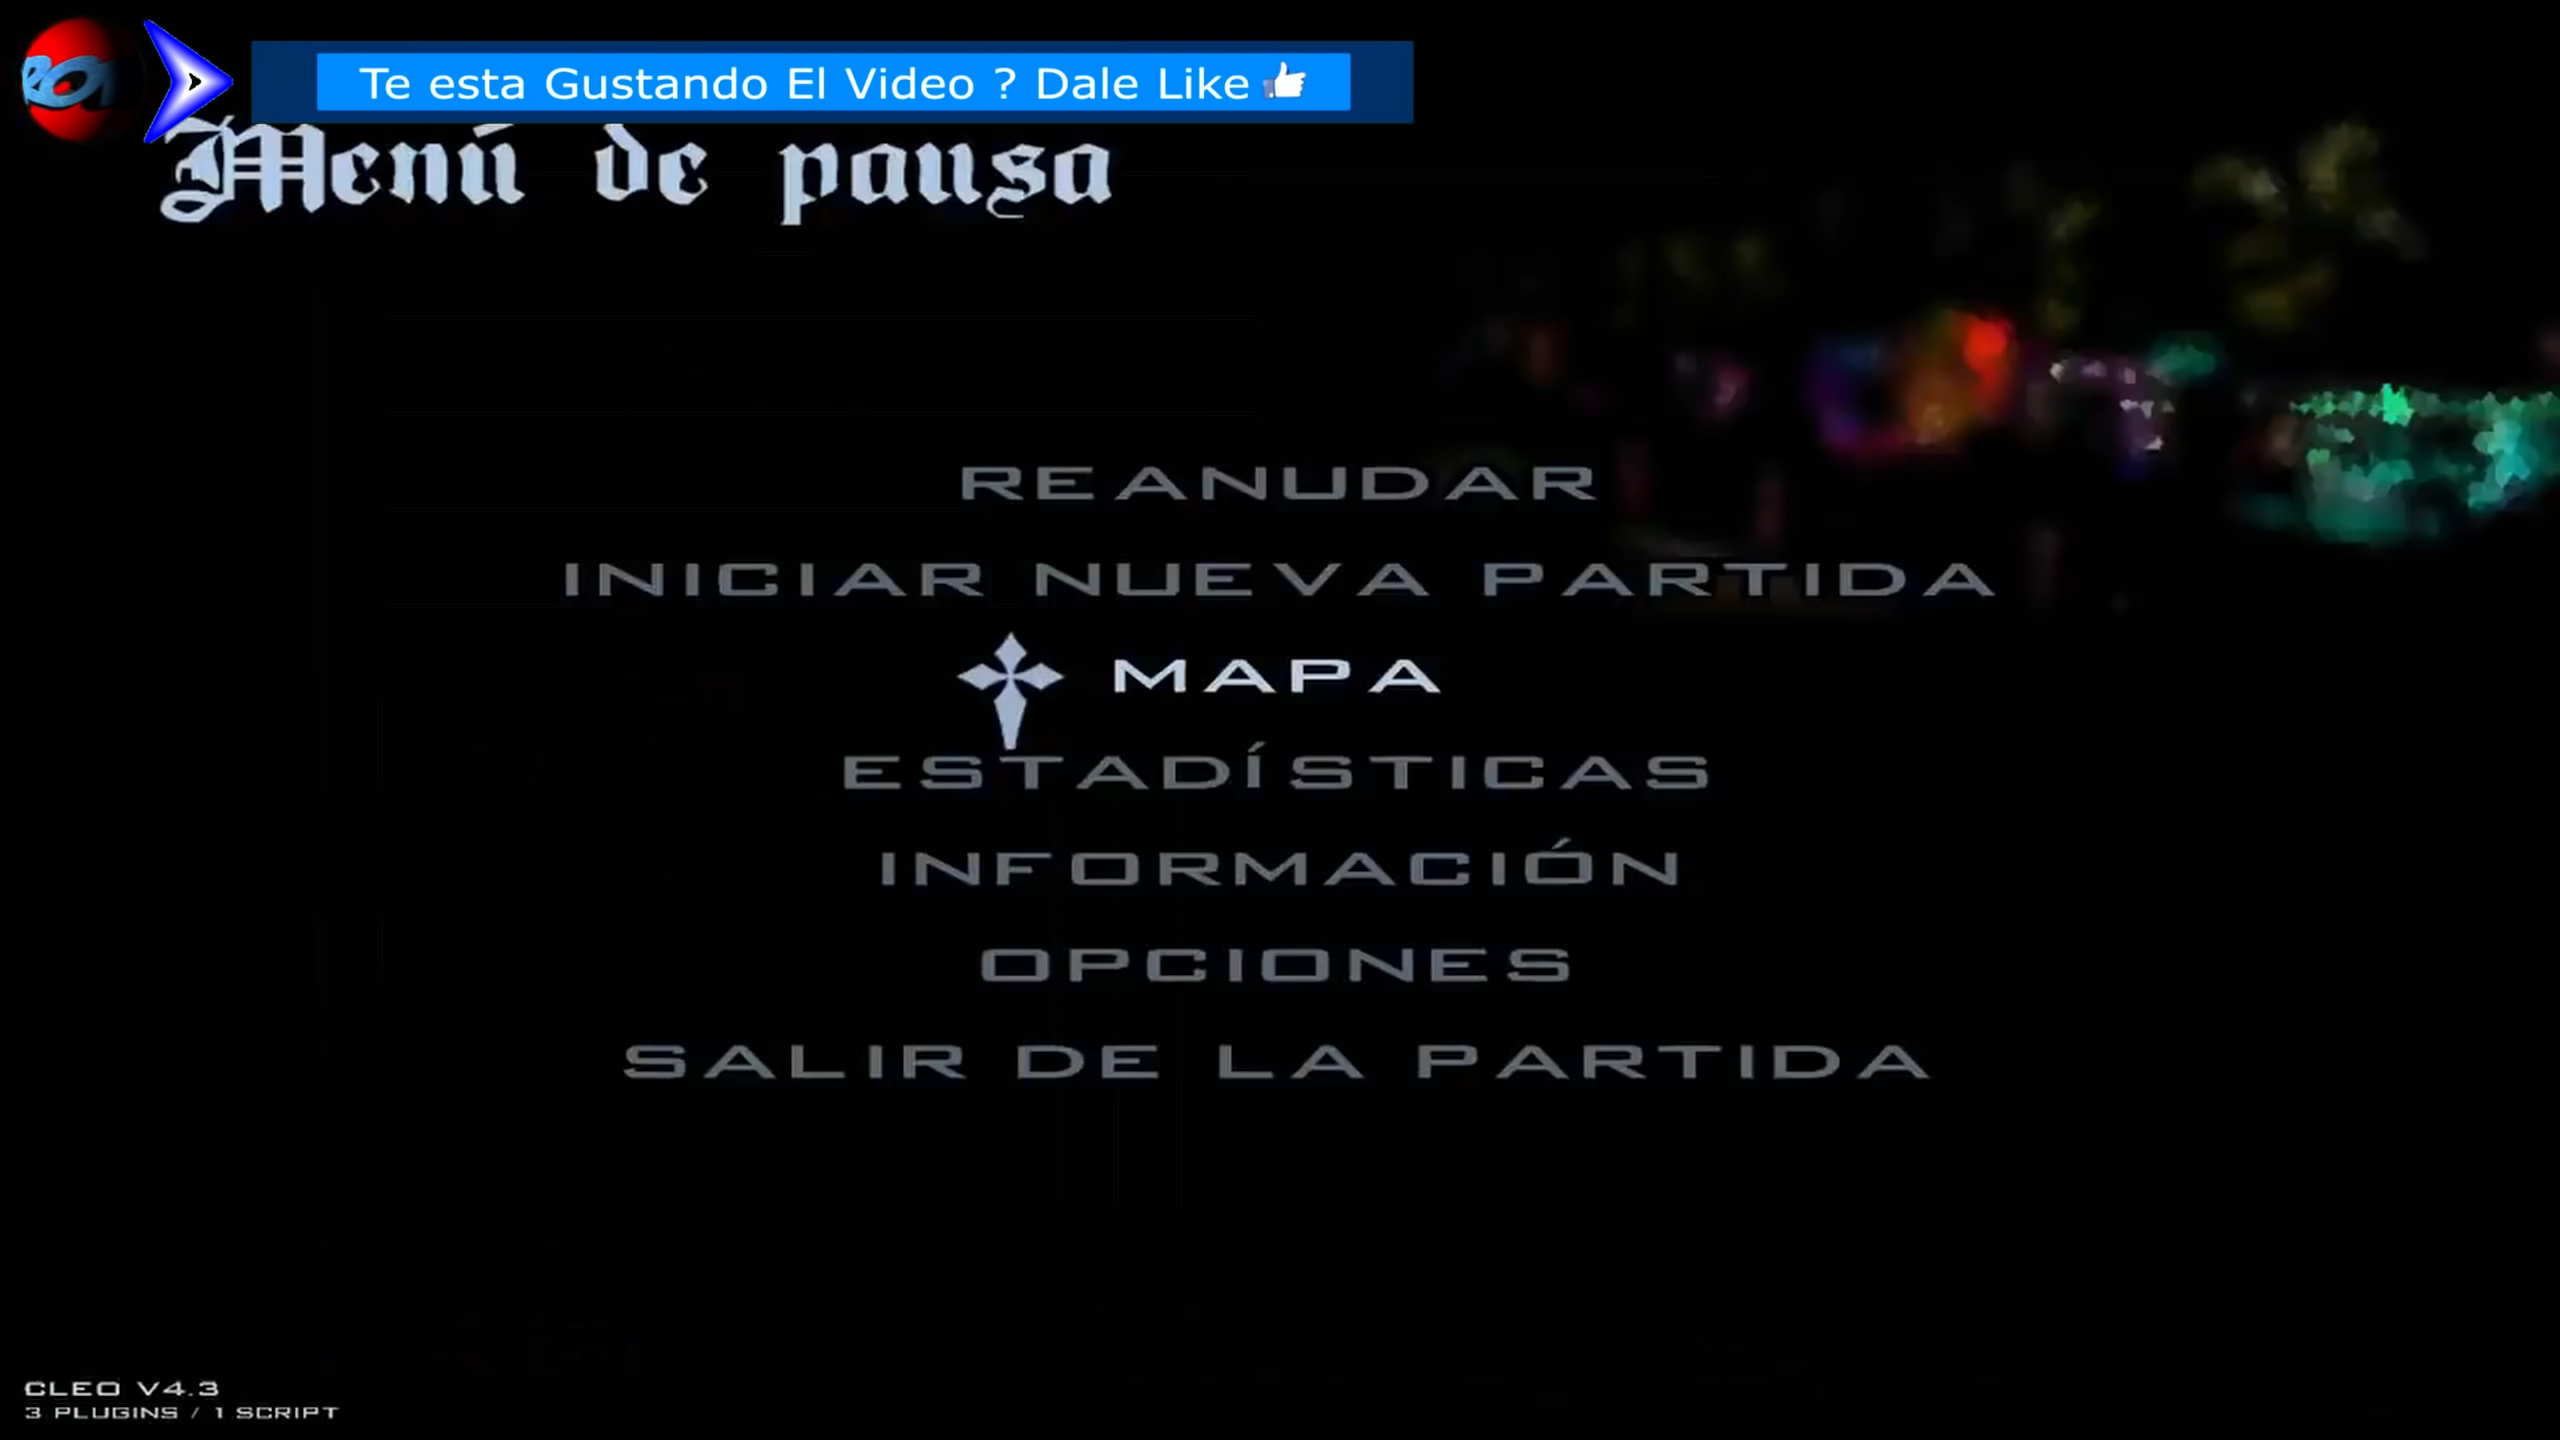 Te esta Gustando El Video ? Dale Like
Menú de pausa
REANUDAR
INICIAR NUEVA PARTIDA
MAPA
ESTADÍSTICAS
INFORMACIÓN
OPCIONES
SALIR DE LA PARTIDA
CLEO V4.3
3 PLUGINS / 1 SCRIPT